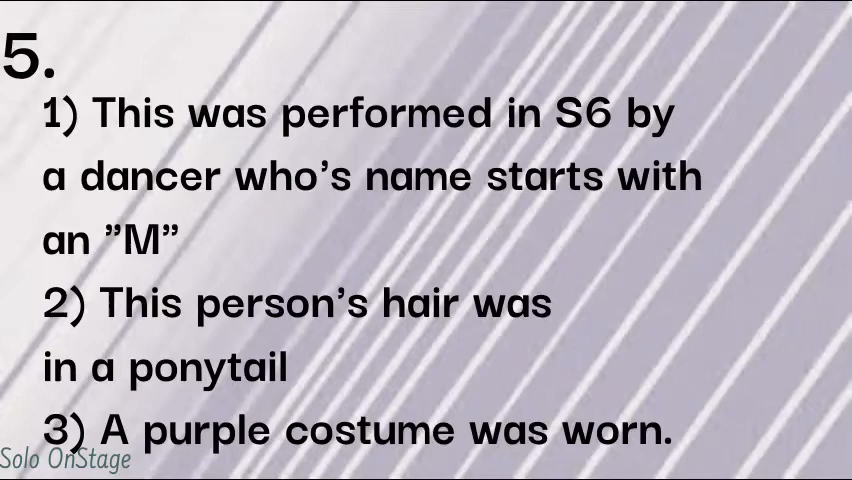 5.
1) This was performed in S6 by
a dancer who's name starts with
an ”M”
2) This person's hair was
in a ponytail
3) A purple costume was worn.
Solo OnStage